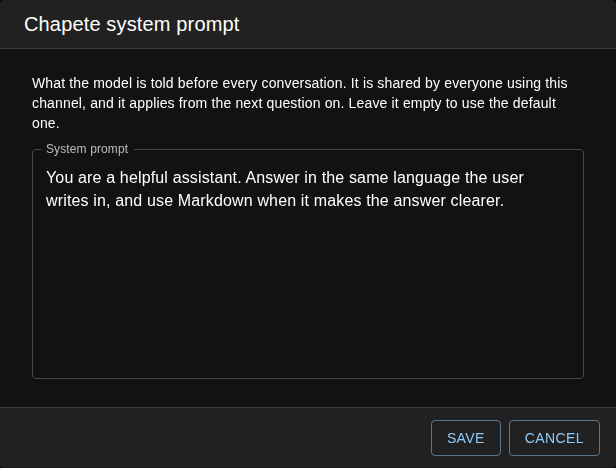 Chapete system prompt
What the model is told before every conversation. It is shared by everyone using this
channel, and it applies from the next question on. Leave it empty to use the default
one.
System prompt
You are a helpful assistant. Answer in the same language the user
writes in, and use Markdown when it makes the answer clearer.
SAVE
CANCEL